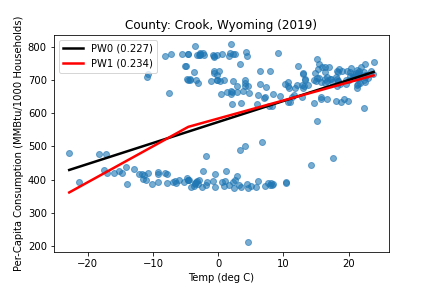 County: Crook, Wyoming (2019)
PW0 (0.227)
PW1 (0.234)
Per-Capita Consumption (MMBtu/1000 Households)
800
700
600
500
400
300
200
−20
−10
0
10
20
Temp (deg C)